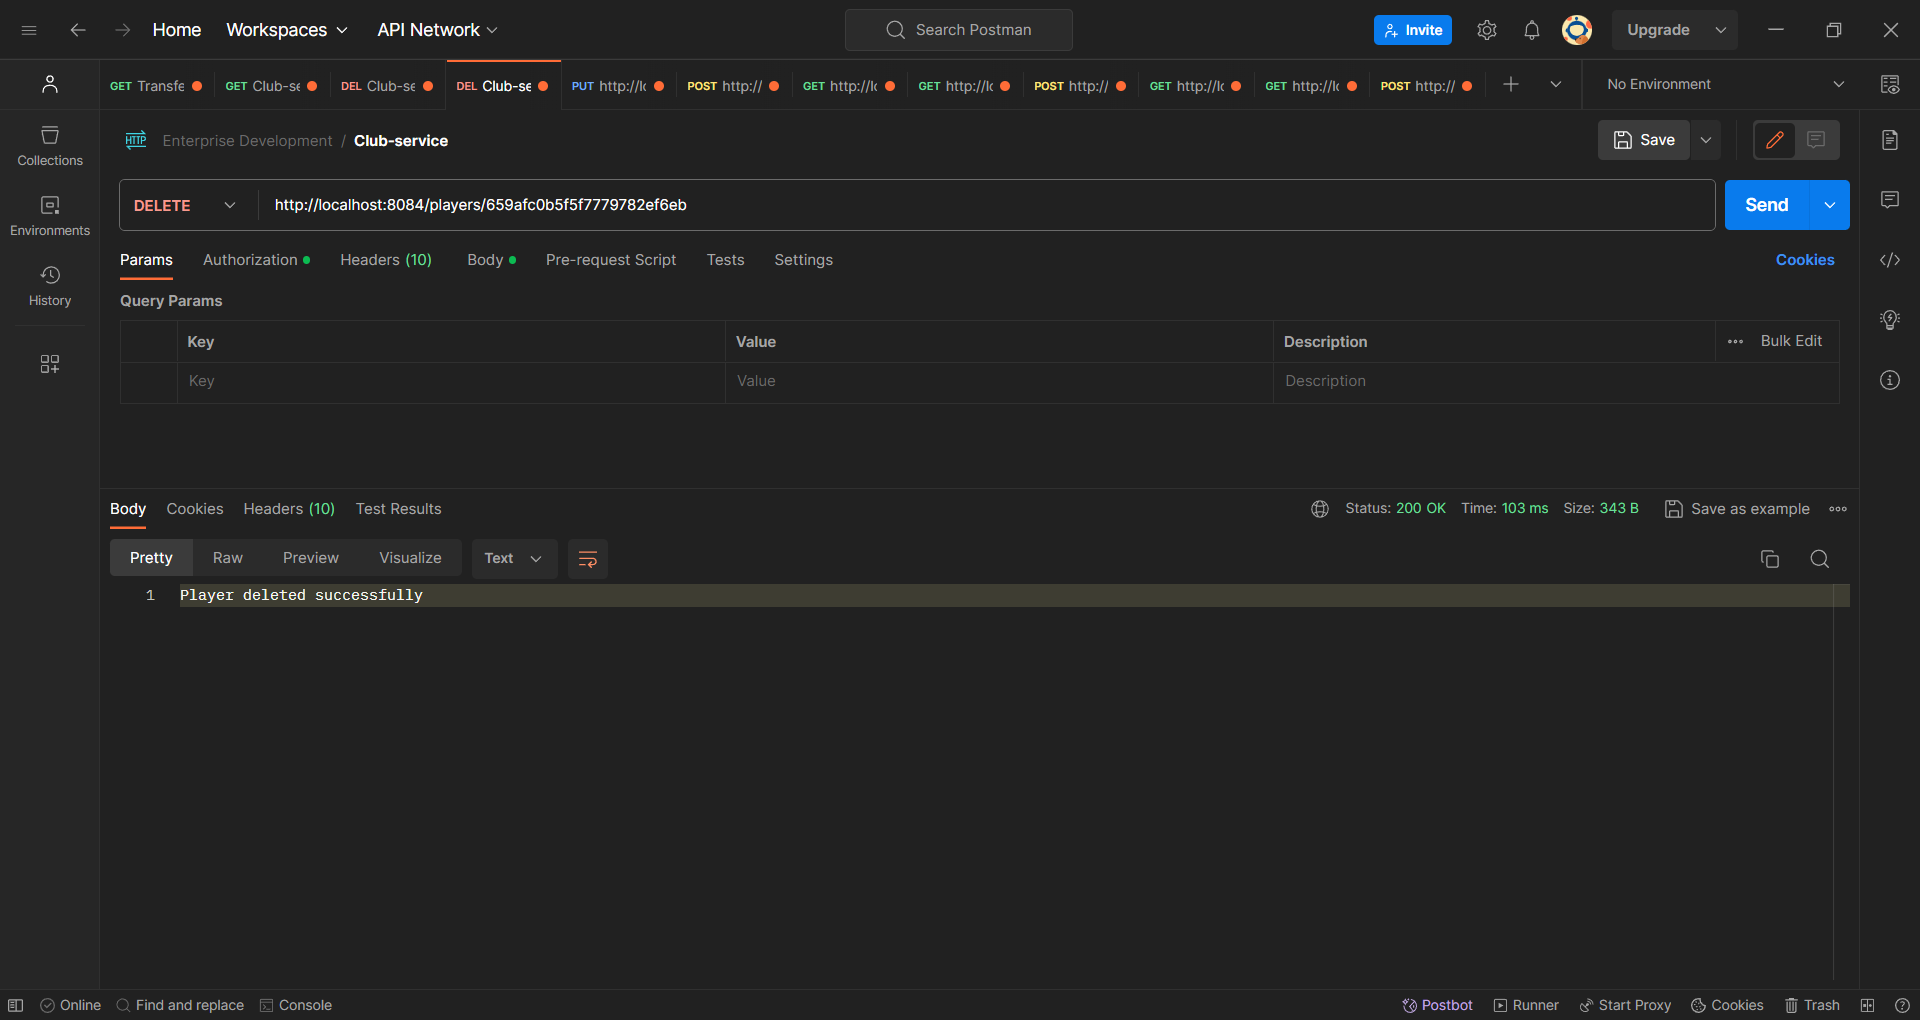 Home Workspaces API Network Search Postman Invite Upgrade
GET Transfe GET Club-se DEL Club-se DEL Club-se PUT http://lc POST http:// GET http://lc GET http://lc POST http:// GET http://lc GET http://lc POST http:// No Environment
Collections
Environments
History
HTTP Enterprise Development / Club-service Save
DELETE http://localhost:8084/players/659afc0b5f5f7779782ef6eb Send
Params Authorization Headers (10) Body Pre-request Script Tests Settings Cookies
Query Params
Key Value Description Bulk Edit
Key Value Description
Body Cookies Headers (10) Test Results Status: 200 OK Time: 103 ms Size: 343 B Save as example
Pretty Raw Preview Visualize Text
1 Player deleted successfully
Online Find and replace Console Postbot Runner Start Proxy Cookies Trash